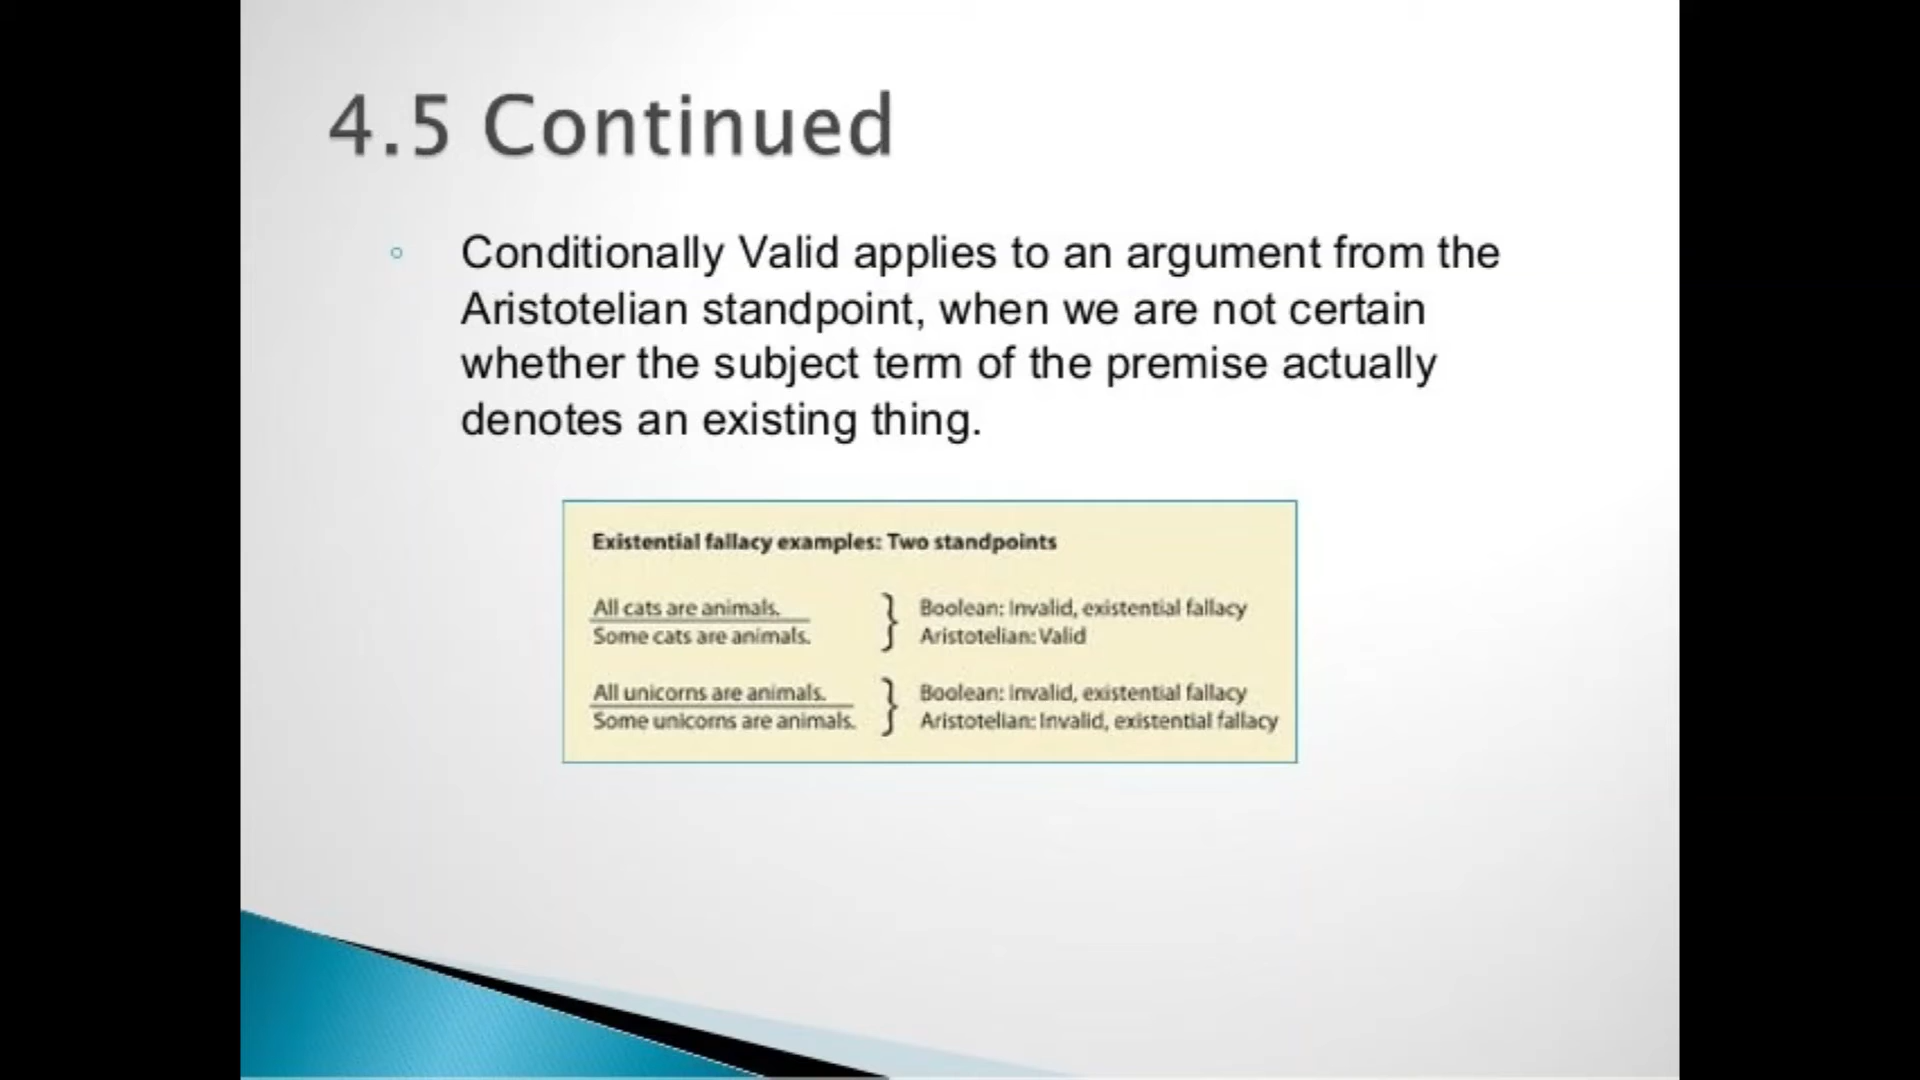 4.5 Continued
Conditionally Valid applies to an argument from the
Aristotelian standpoint, when we are not certain
whether the subject term of the premise actually
denotes an existing thing.
Existential fallacy examples: Two standpoints
All cats are animals.
Some cats are animals.
Boolean: Invalid, existential fallacy
Aristotelian: Valid
All unicorns are animals.
Some unicorns are animals.
Boolean: Invalid, existential fallacy
Aristotelian: Invalid, existential fallacy